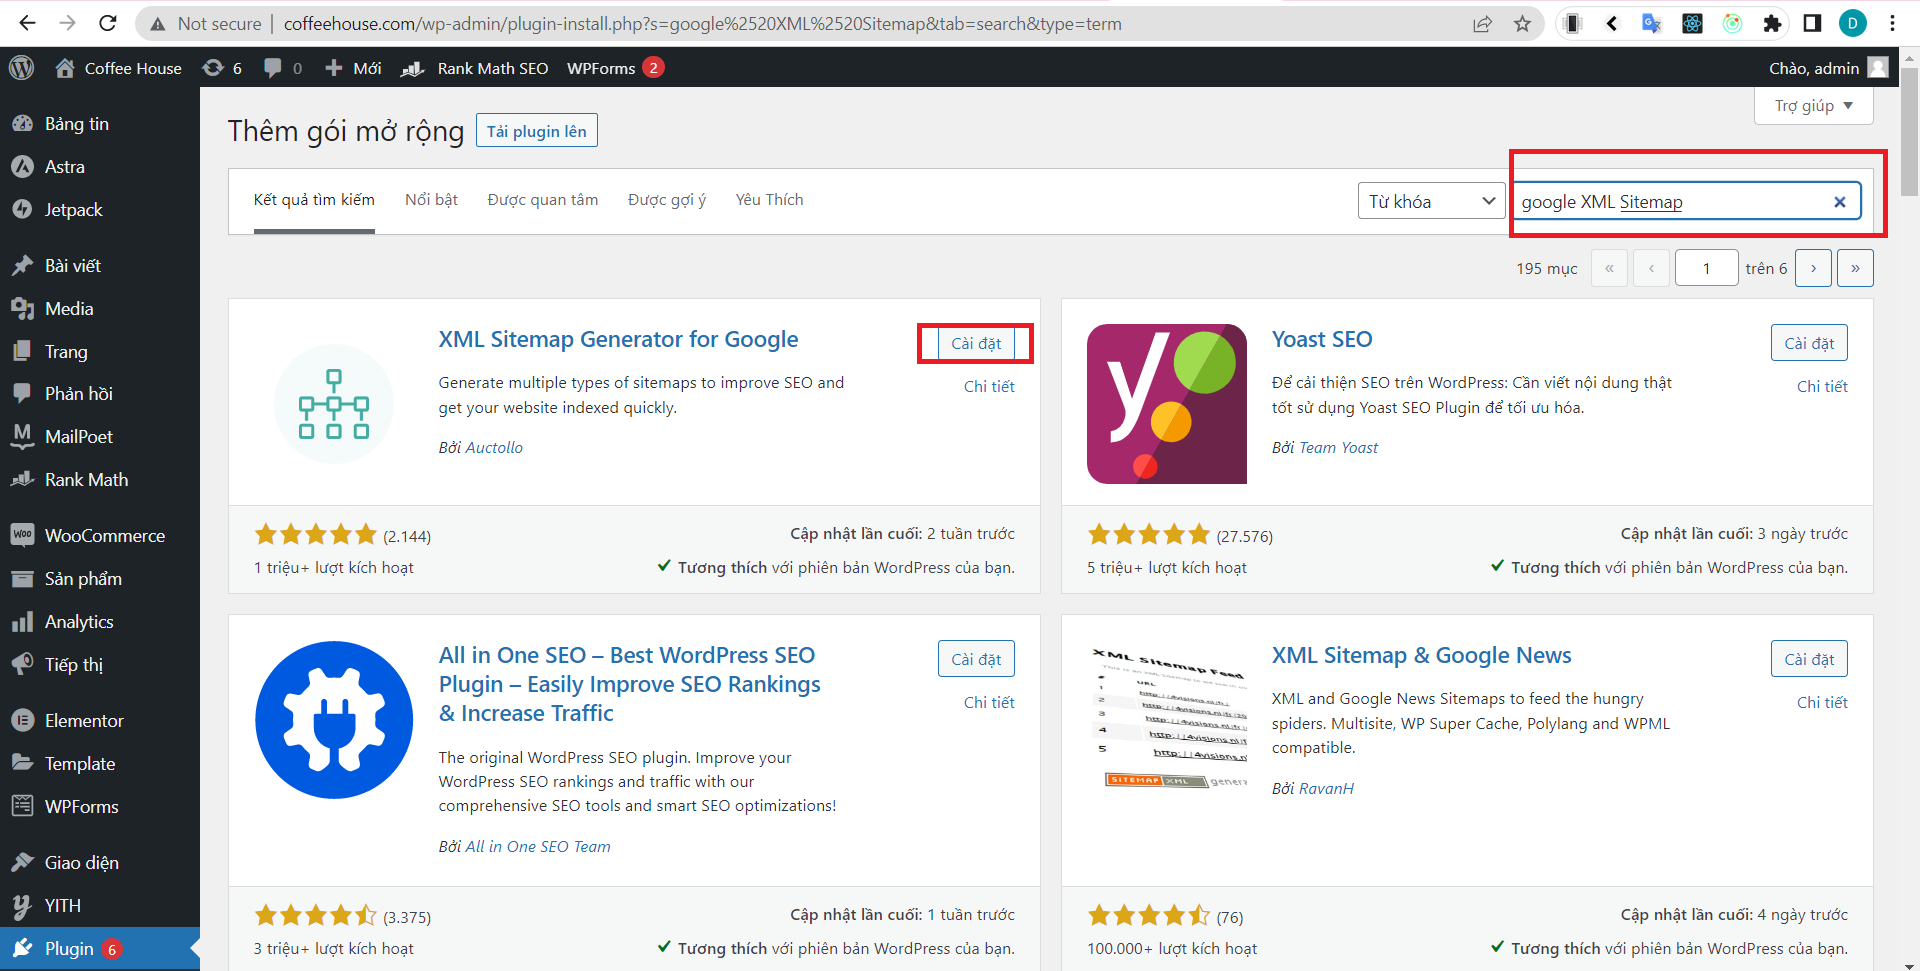 Not secure | coffeehouse.com/wp-admin/plugin-install.php?s=google%2520XML%2520Sitemap&tab=search&type=term
D
Coffee House 6 0 Mới Rank Math SEO WPForms 2 Chào, admin
Trợ giúp
Bảng tin
Astra
Jetpack
Bài viết
Media
Trang
Phản hồi
MailPoet
Rank Math
WooCommerce
Sản phẩm
Analytics
Tiếp thị
Elementor
Template
WPForms
Giao diện
YITH
Plugin 6
Thêm gói mở rộng Tải plugin lên
Kết quả tìm kiếm Nổi bật Được quan tâm Được gợi ý Yêu Thích Từ khóa google XML Sitemap
195 mục « ‹ 1 trên 6 › »
XML Sitemap Generator for Google
Cài đặt
Chi tiết
Generate multiple types of sitemaps to improve SEO and
get your website indexed quickly.
Bởi Auctollo
(2.144)
Cập nhật lần cuối: 2 tuần trước
1 triệu+ lượt kích hoạt
Tương thích với phiên bản WordPress của bạn.
Yoast SEO
Cài đặt
Chi tiết
Để cải thiện SEO trên WordPress: Cần viết nội dung thật
tốt sử dụng Yoast SEO Plugin để tối ưu hóa.
Bởi Team Yoast
(27.576)
Cập nhật lần cuối: 3 ngày trước
5 triệu+ lượt kích hoạt
Tương thích với phiên bản WordPress của bạn.
All in One SEO – Best WordPress SEO
Plugin – Easily Improve SEO Rankings
& Increase Traffic
Cài đặt
Chi tiết
The original WordPress SEO plugin. Improve your
WordPress SEO rankings and traffic with our
comprehensive SEO tools and smart SEO optimizations!
Bởi All in One SEO Team
(3.375)
Cập nhật lần cuối: 1 tuần trước
3 triệu+ lượt kích hoạt
Tương thích với phiên bản WordPress của bạn.
XML Sitemap Feed
# URL
1
2
3
4
5
SITEMAP XML
XML Sitemap & Google News
Cài đặt
Chi tiết
XML and Google News Sitemaps to feed the hungry
spiders. Multisite, WP Super Cache, Polylang and WPML
compatible.
Bởi RavanH
(76)
Cập nhật lần cuối: 4 ngày trước
100.000+ lượt kích hoạt
Tương thích với phiên bản WordPress của bạn.